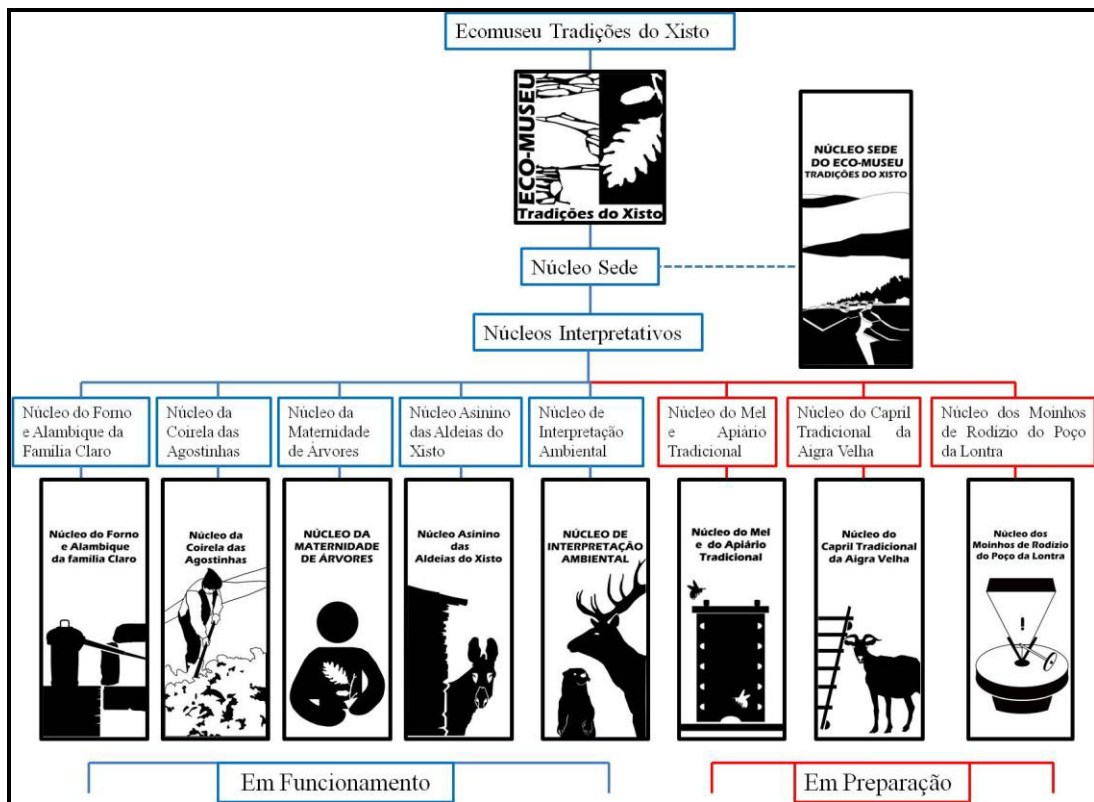 Ecomuseu Tradições do Xisto
ECO-MUSEU
Tradições do Xisto
NÚCLEO SEDE
DO ECO-MUSEU
TRADIÇÕES DO XISTO
Núcleo Sede
Núcleos Interpretativos
Núcleo do Forno
e Alambique da
Família Claro
Núcleo da
Coirela das
Agostinhas
Núcleo da
Maternidade
de Árvores
Núcleo Asinino
das Aldeias do
Xisto
Núcleo de
Interpretação
Ambiental
Núcleo do Mel
e Apiário
Tradicional
Núcleo do Capril
Tradicional da
Aigra Velha
Núcleo dos Moinhos
de Rodízio do Poço
da Lontra
Núcleo do Forno
e Alambique
da família Claro
Núcleo da
Coirela das
Agostinhas
NÚCLEO DA
MATERNIDADE
DE ÁRVORES
Núcleo Asinino
das
Aldeias do Xisto
NÚCLEO DE
INTERPRETAÇÃO
AMBIENTAL
Núcleo do Mel
e do Apiário
Tradicional
Núcleo do
Capril Tradicional
da Aigra Velha
Núcleo dos
Moinhos de Rodízio
do Poço da Lontra
Em Funcionamento
Em Preparação